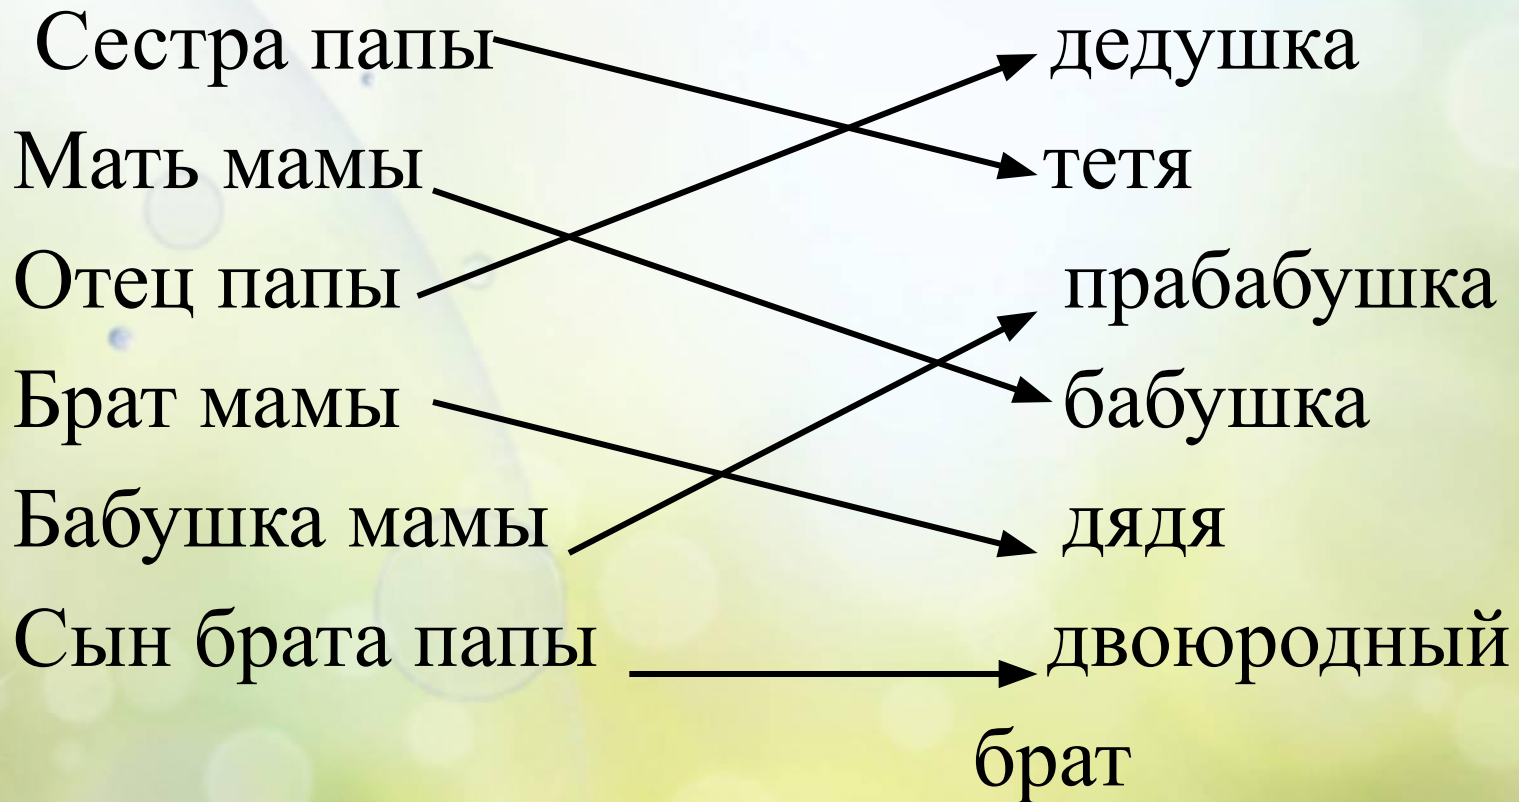 Сестра папы дедушка
Мать мамы тетя
Отец папы прабабушка
Брат мамы бабушка
Бабушка мамы дядя
Сын брата папы двоюродный
брат